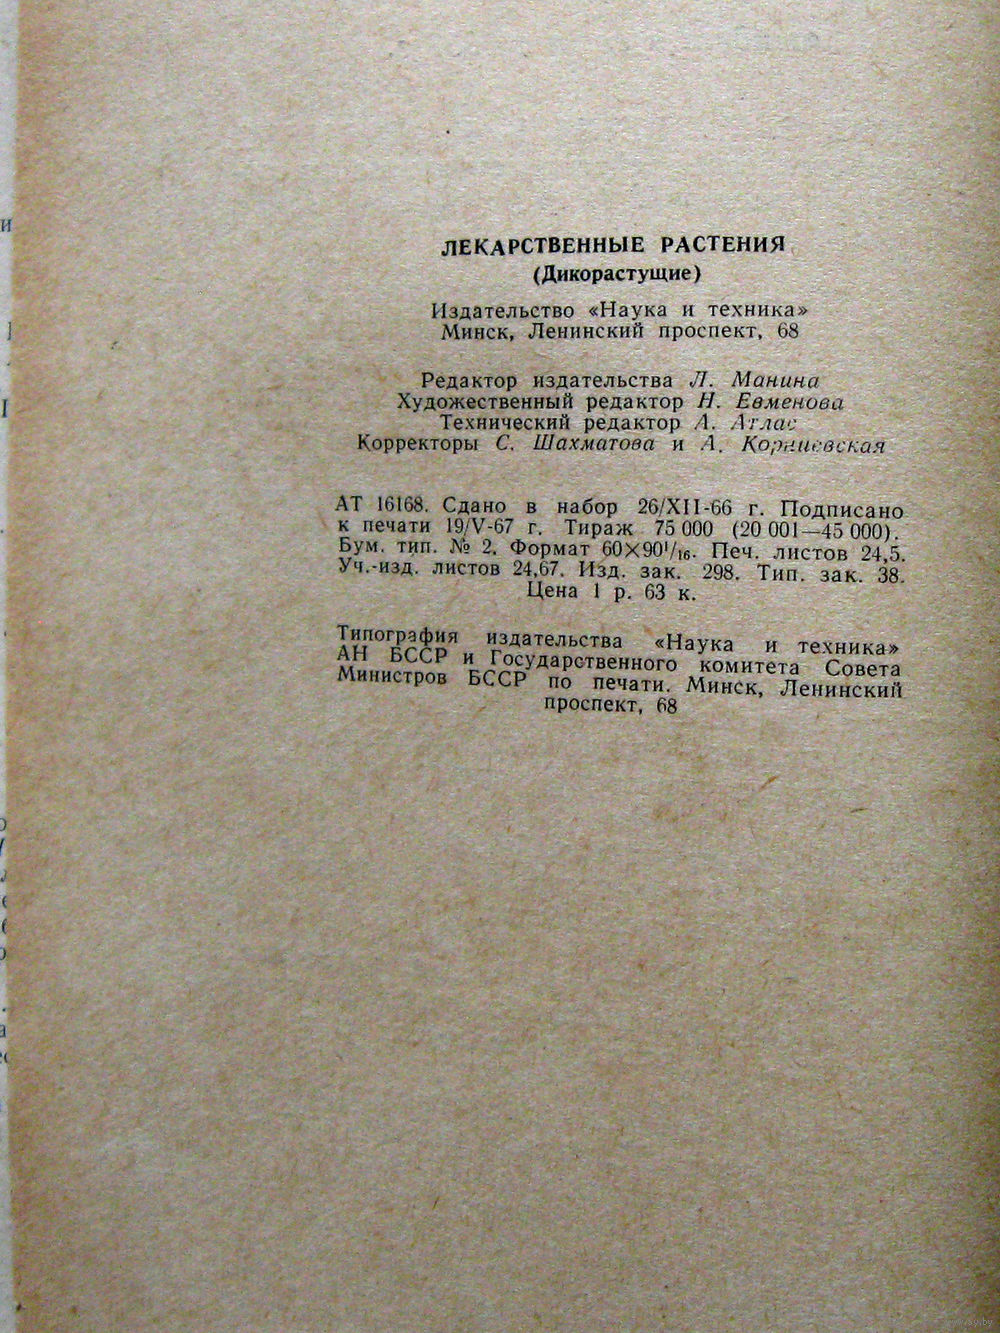 ЛЕКАРСТВЕННЫЕ РАСТЕНИЯ
(Дикорастущие)
Издательство «Наука и техника»
Минск, Ленинский проспект, 68
Редактор издательства Л. Манина
Художественный редактор Н. Евменова
Технический редактор А. Атлас
Корректоры С. Шахматова и А. Корниевская
АТ 16168. Сдано в набор 26/XII-66 г. Подписано
к печати 19/V-67 г. Тираж 75 000 (20 001—45 000).
Бум. тип. № 2. Формат 60×90¹/₁₆. Печ. листов 24,5.
Уч.-изд. листов 24,67. Изд. зак. 298. Тип. зак. 38.
Цена 1 р. 63 к.
Типография издательства «Наука и техника»
АН БССР и Государственного комитета Совета
Министров БССР по печати. Минск, Ленинский
проспект, 68